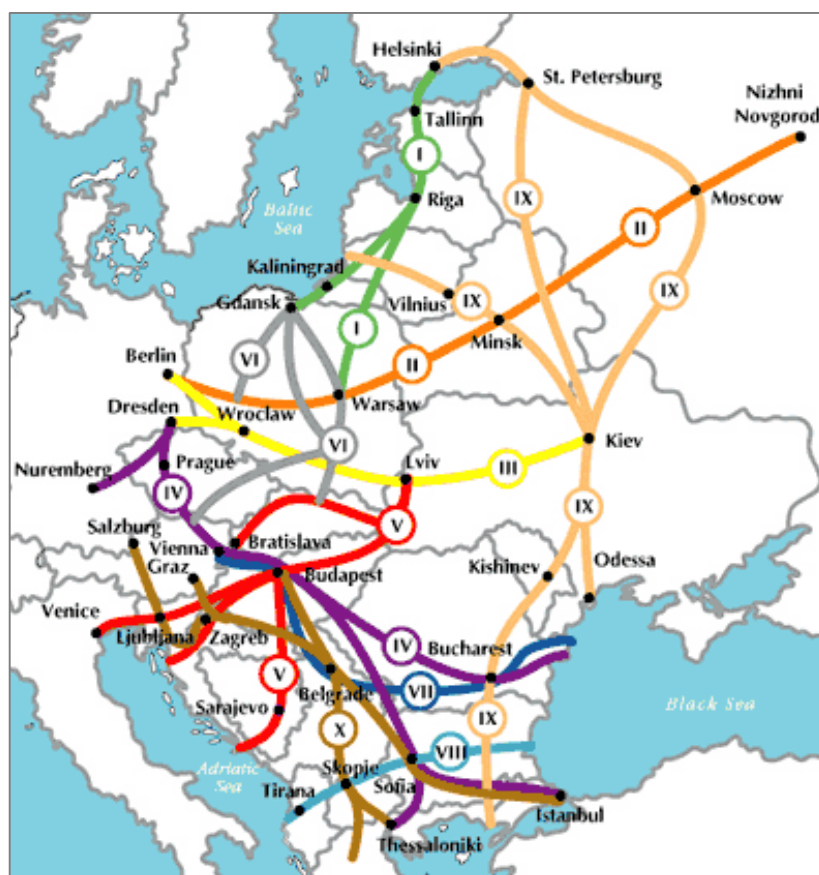 Helsinki
St. Petersburg
Nizhni
Novgorod
Tallinn
I
Riga
IX
Moscow
II
Baltic
Sea
Kaliningrad
Vilnius
IX
IX
Gdansk
I
Minsk
VI
II
Berlin
Warsaw
Dresden
Wroclaw
VI
Kiev
Nuremberg
Prague
Lviv
III
IV
V
IX
Salzburg
Vienna
Bratislava
Graz
Budapest
Kishinev
Odessa
Venice
Ljubljana
Zagreb
IV
Bucharest
V
Belgrade
VII
Sarajevo
IX
Black Sea
X
VIII
Adriatic
Sea
Skopje
Tirana
Sofia
Istanbul
Thessaloniki